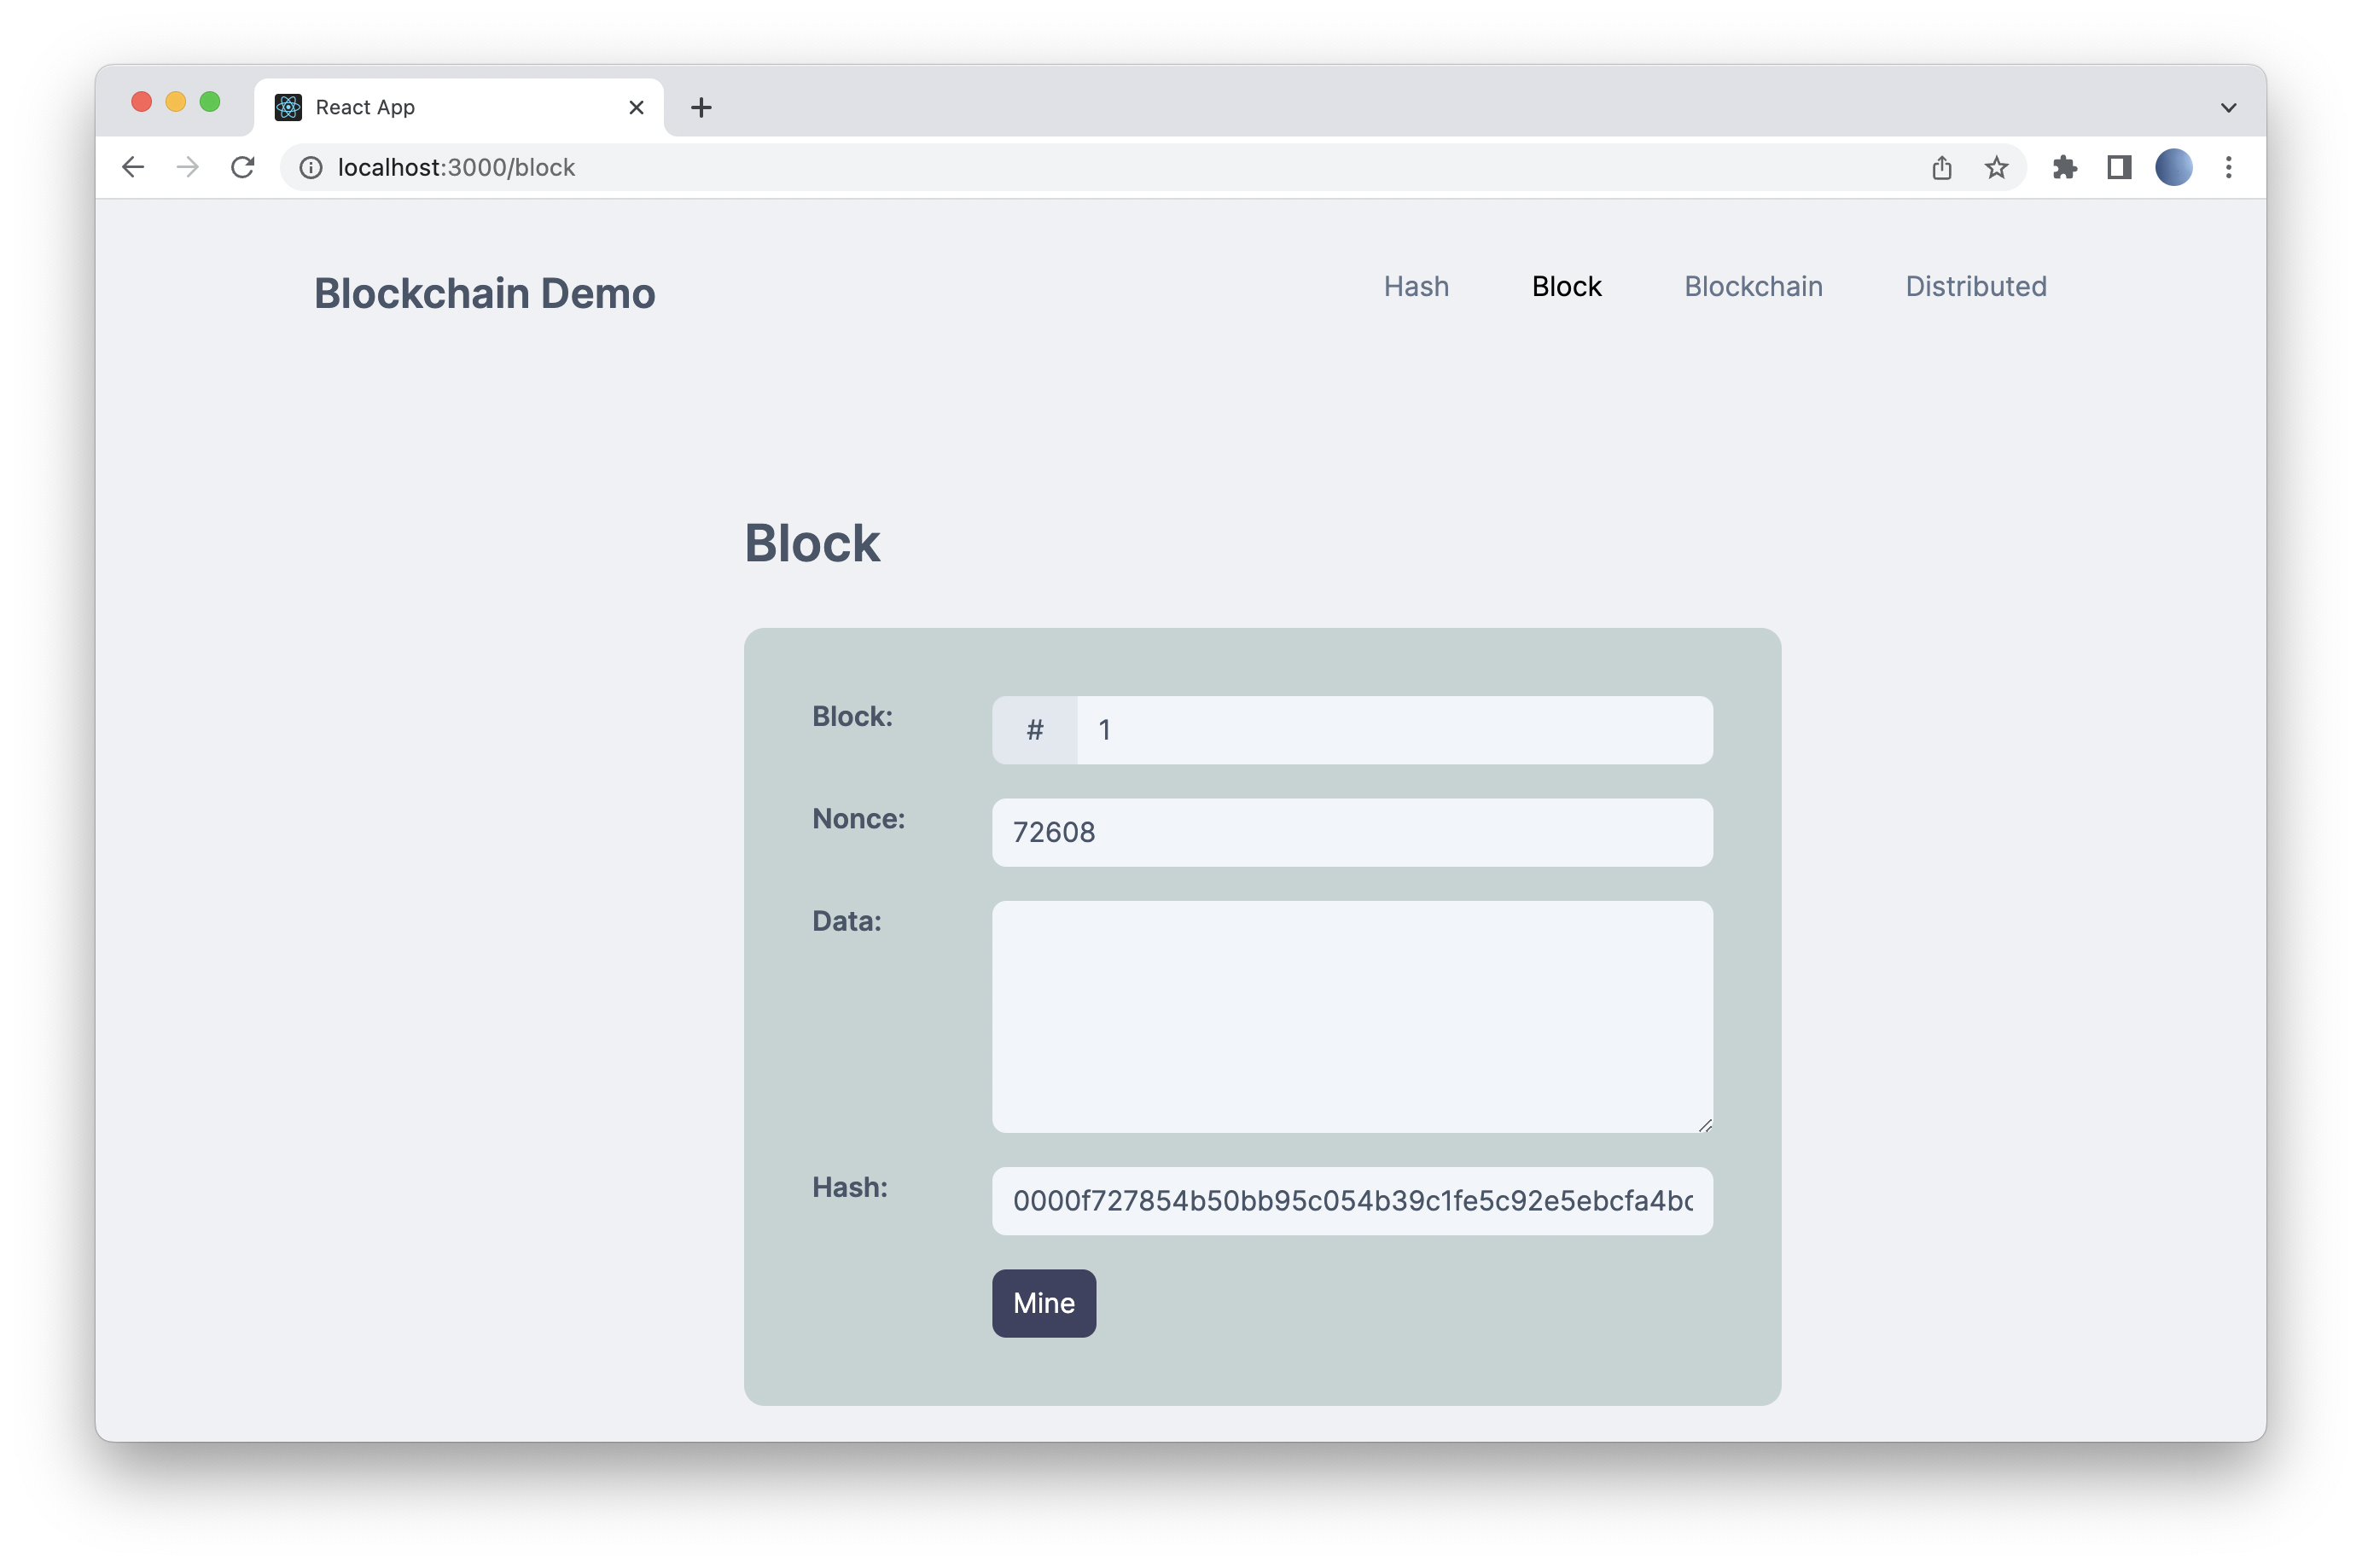 React App
localhost:3000/block
Blockchain Demo
Hash
Block
Blockchain
Distributed
Block
Block:
#
1
Nonce:
72608
Data:
Hash:
0000f727854b50bb95c054b39c1fe5c92e5ebcfa4bc
Mine